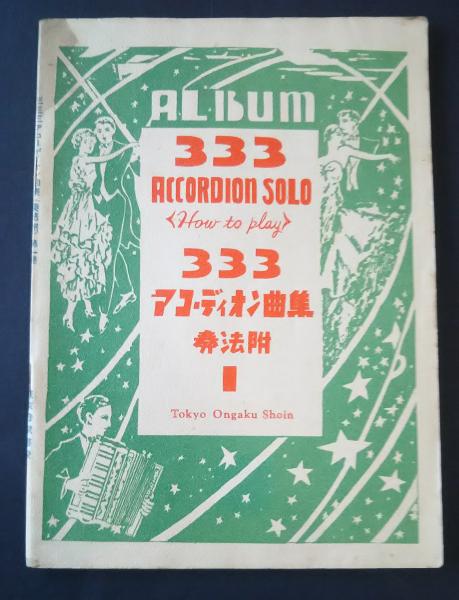 ALBUM
333
ACCORDION SOLO
<How to play>
333
アコーディオン曲集
奏法附
1
Tokyo Ongaku Shoin